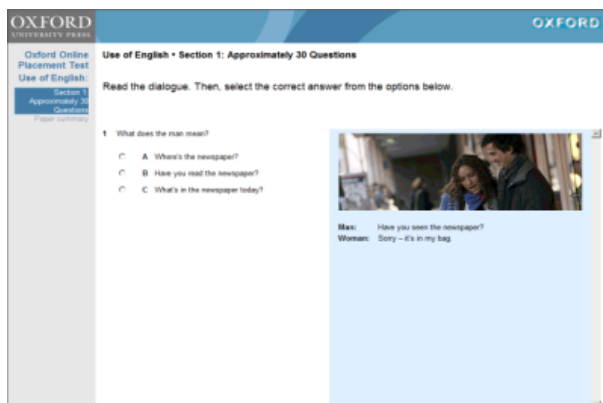 OXFORD
UNIVERSITY PRESS
OXFORD
Oxford Online
Placement Test
Use of English:
Section 1:
Approximately 30
Questions
Paper summary
Use of English • Section 1: Approximately 30 Questions
Read the dialogue. Then, select the correct answer from the options below.
1 What does the man mean?
A Where's the newspaper?
B Have you read the newspaper?
C What's in the newspaper today?
Man: Have you seen the newspaper?
Woman: Sorry – it's in my bag.